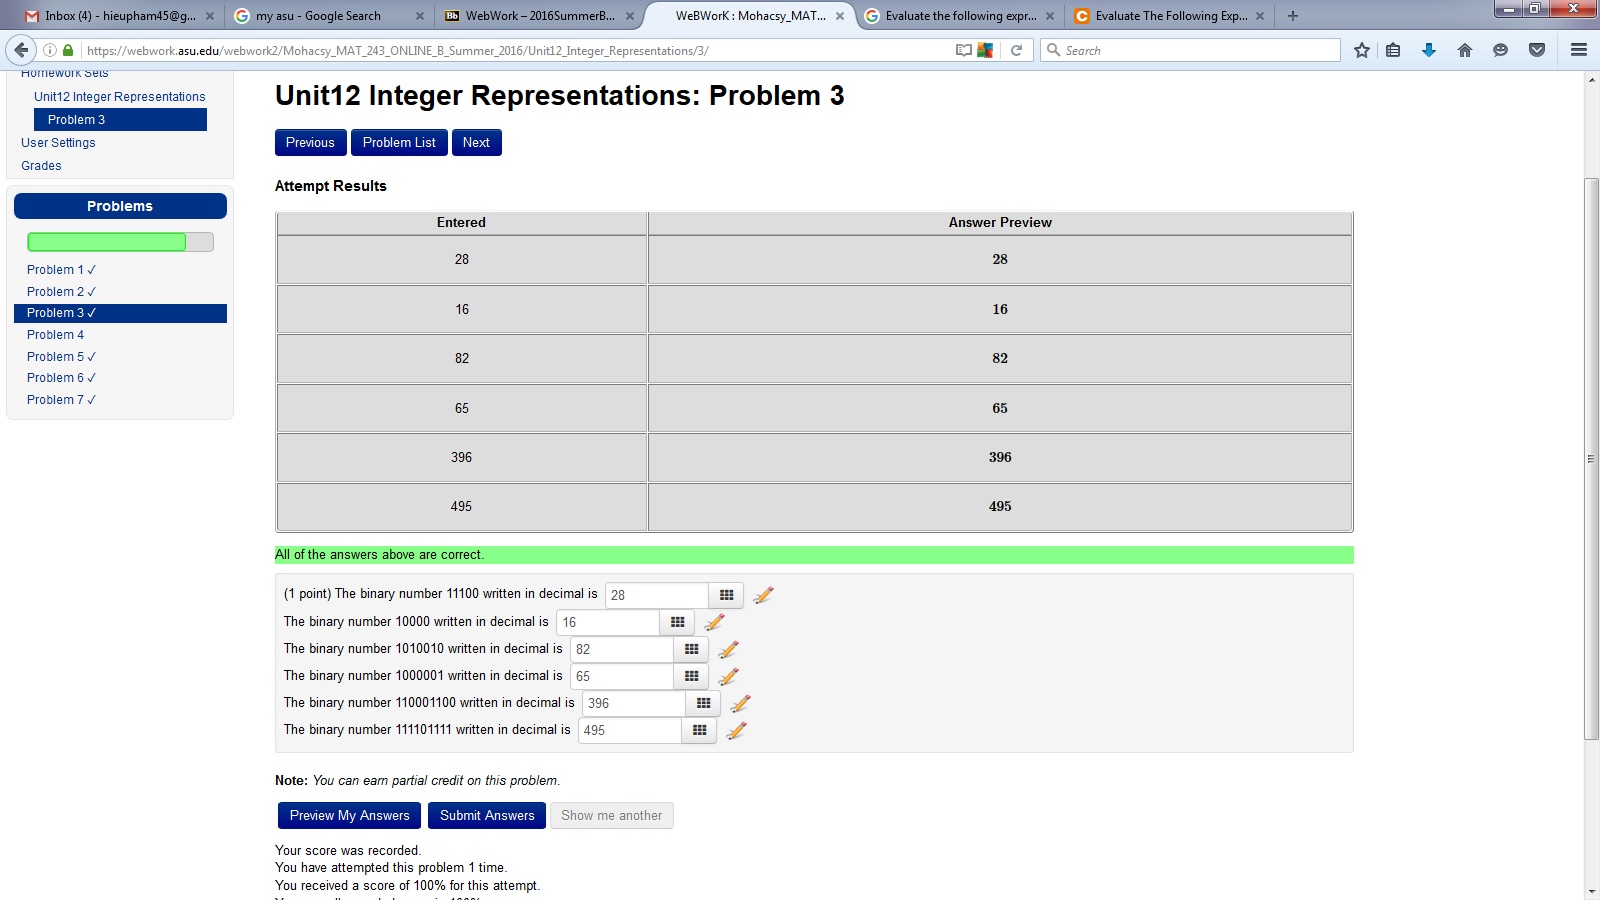 Inbox (4) - hieupham45@g...
my asu - Google Search
Bb WebWork – 2016SummerB...
WeBWorK : Mohacsy_MAT...
Evaluate the following expr...
Evaluate The Following Exp...
https://webwork.asu.edu/webwork2/Mohacsy_MAT_243_ONLINE_B_Summer_2016/Unit12_Integer_Representations/3/
Search
Homework Sets
Unit12 Integer Representations
Problem 3
User Settings
Grades
Problems
Problem 1 ✓
Problem 2 ✓
Problem 3 ✓
Problem 4
Problem 5 ✓
Problem 6 ✓
Problem 7 ✓
Unit12 Integer Representations: Problem 3
Previous Problem List Next
Attempt Results
Entered Answer Preview
28 28
16 16
82 82
65 65
396 396
495 495
All of the answers above are correct.
(1 point) The binary number 11100 written in decimal is 28
The binary number 10000 written in decimal is 16
The binary number 1010010 written in decimal is 82
The binary number 1000001 written in decimal is 65
The binary number 110001100 written in decimal is 396
The binary number 111101111 written in decimal is 495
Note: You can earn partial credit on this problem.
Preview My Answers Submit Answers Show me another
Your score was recorded.
You have attempted this problem 1 time.
You received a score of 100% for this attempt.